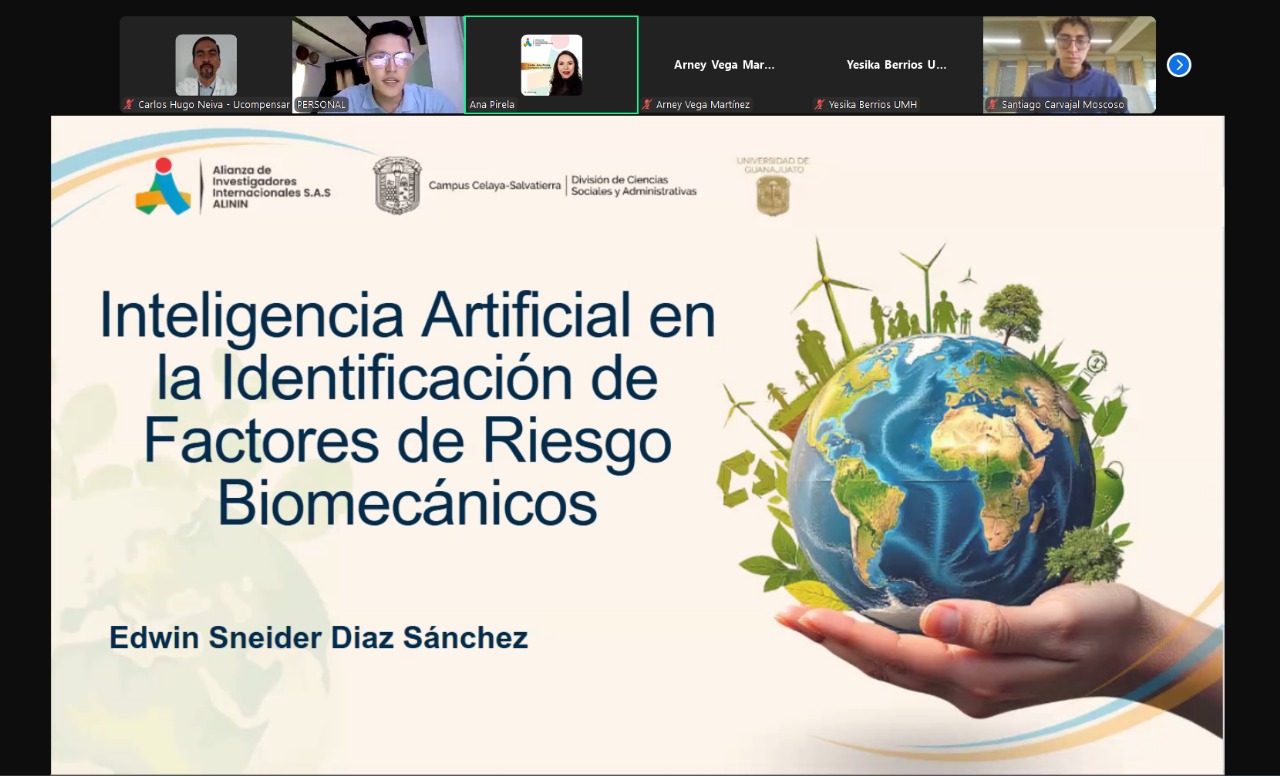 Arney Vega Mar...
Yesika Berrios U...
Carlos Hugo Neiva - Ucompensar
PERSONAL
Ana Pirela
Arney Vega Martínez
Yesika Berrios UMH
Santiago Carvajal Moscoso
Alianza de
Investigadores
Internacionales S.A.S
ALININ
Campus Celaya-Salvatierra
División de Ciencias
Sociales y Administrativas
UNIVERSIDAD DE
GUANAJUATO
Inteligencia Artificial en
la Identificación de
Factores de Riesgo
Biomecánicos
Edwin Sneider Diaz Sánchez